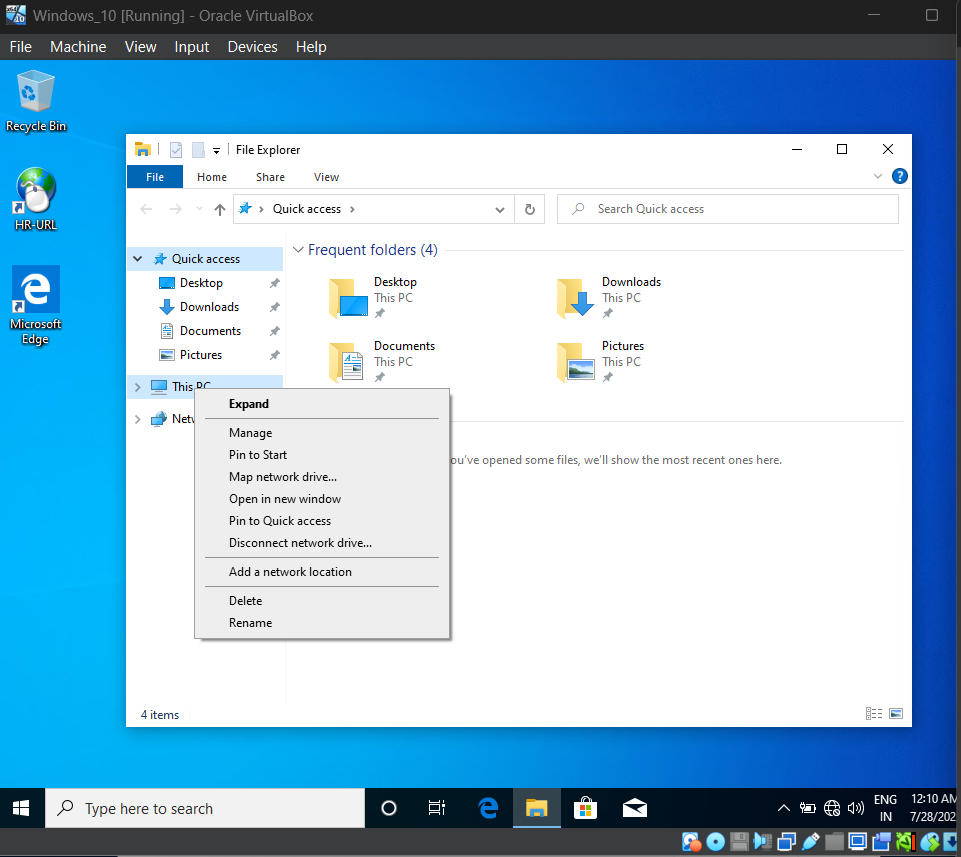 Windows_10 [Running] - Oracle VirtualBox
File Machine View Input Devices Help
Recycle Bin
HR-URL
Microsoft
Edge
File Explorer
File Home Share View
Quick access
Search Quick access
Quick access
Desktop
Downloads
Documents
Pictures
This PC
Frequent folders (4)
Desktop
This PC
Downloads
This PC
Documents
This PC
Pictures
This PC
you've opened some files, we'll show the most recent ones here.
Expand
Manage
Pin to Start
Map network drive...
Open in new window
Pin to Quick access
Disconnect network drive...
Add a network location
Delete
Rename
4 items
Type here to search
ENG
IN
12:10 AM
7/28/202